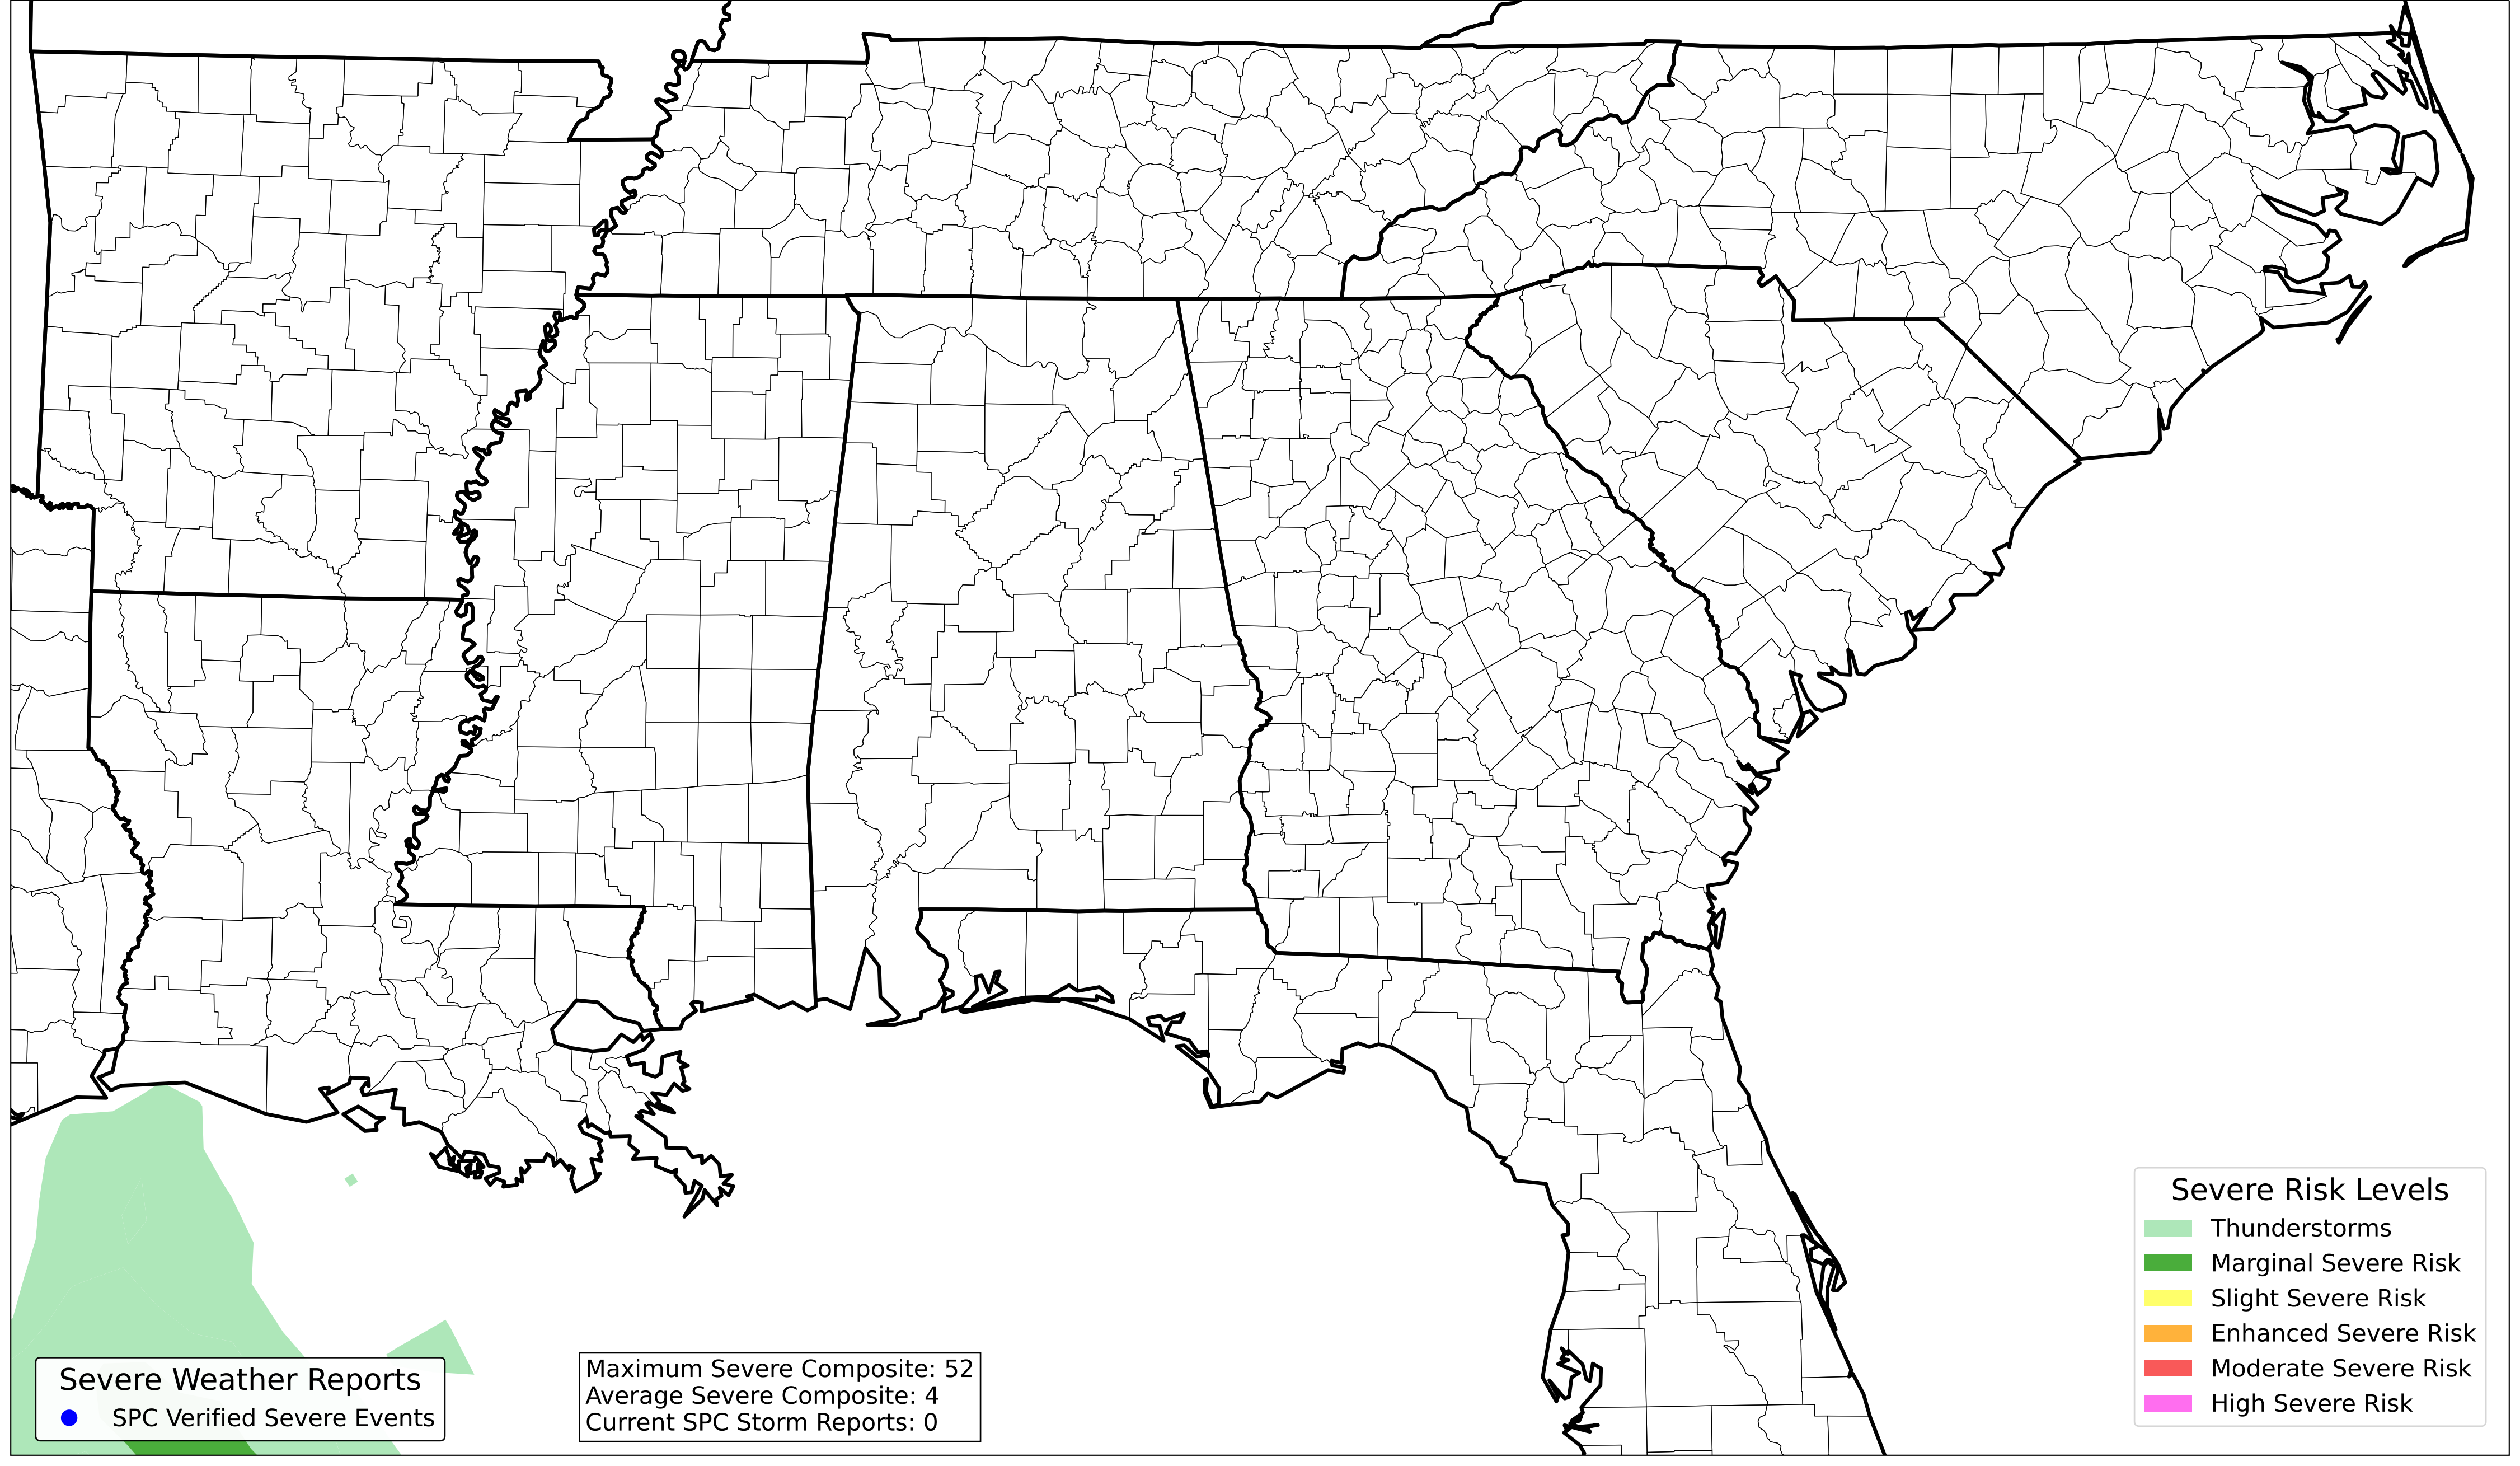 Severe Weather Reports
SPC Verified Severe Events
Maximum Severe Composite: 52
Average Severe Composite: 4
Current SPC Storm Reports: 0
Severe Risk Levels
Thunderstorms
Marginal Severe Risk
Slight Severe Risk
Enhanced Severe Risk
Moderate Severe Risk
High Severe Risk